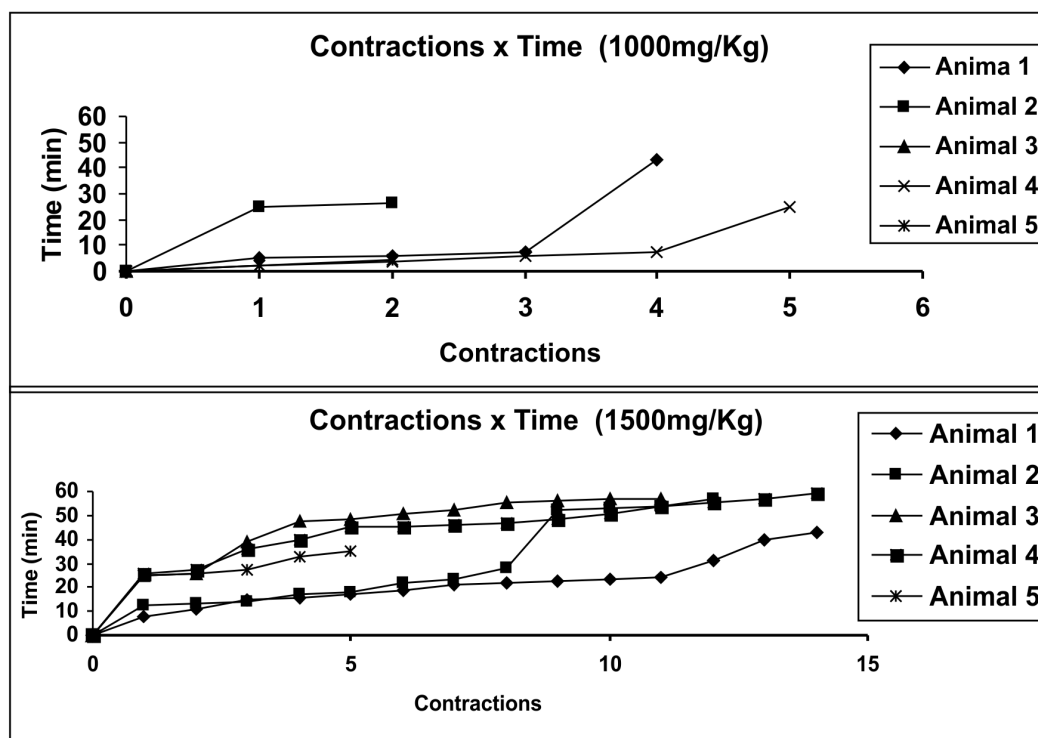 Contractions x Time (1000mg/Kg)
Anima 1
Animal 2
Animal 3
Animal 4
Animal 5
Time (min)
60
50
40
30
20
10
0
0 1 2 3 4 5 6
Contractions
Contractions x Time (1500mg/Kg)
Animal 1
Animal 2
Animal 3
Animal 4
Animal 5
Time (min)
60
50
40
30
20
10
0
0 5 10 15
Contractions